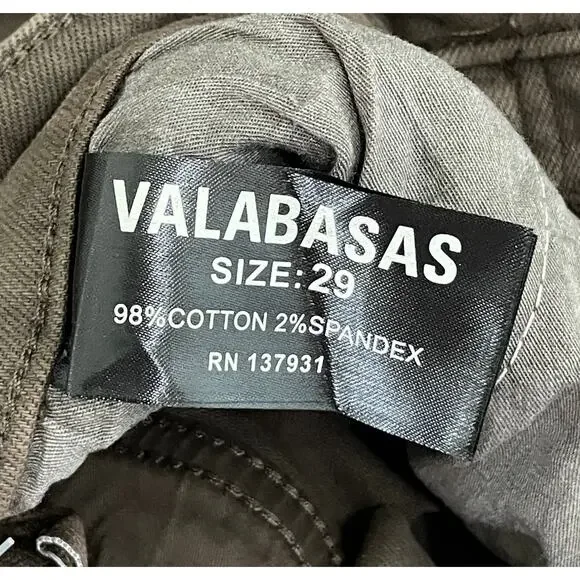 VALABASAS
SIZE: 29
98%COTTON 2%SPANDEX
RN 137931